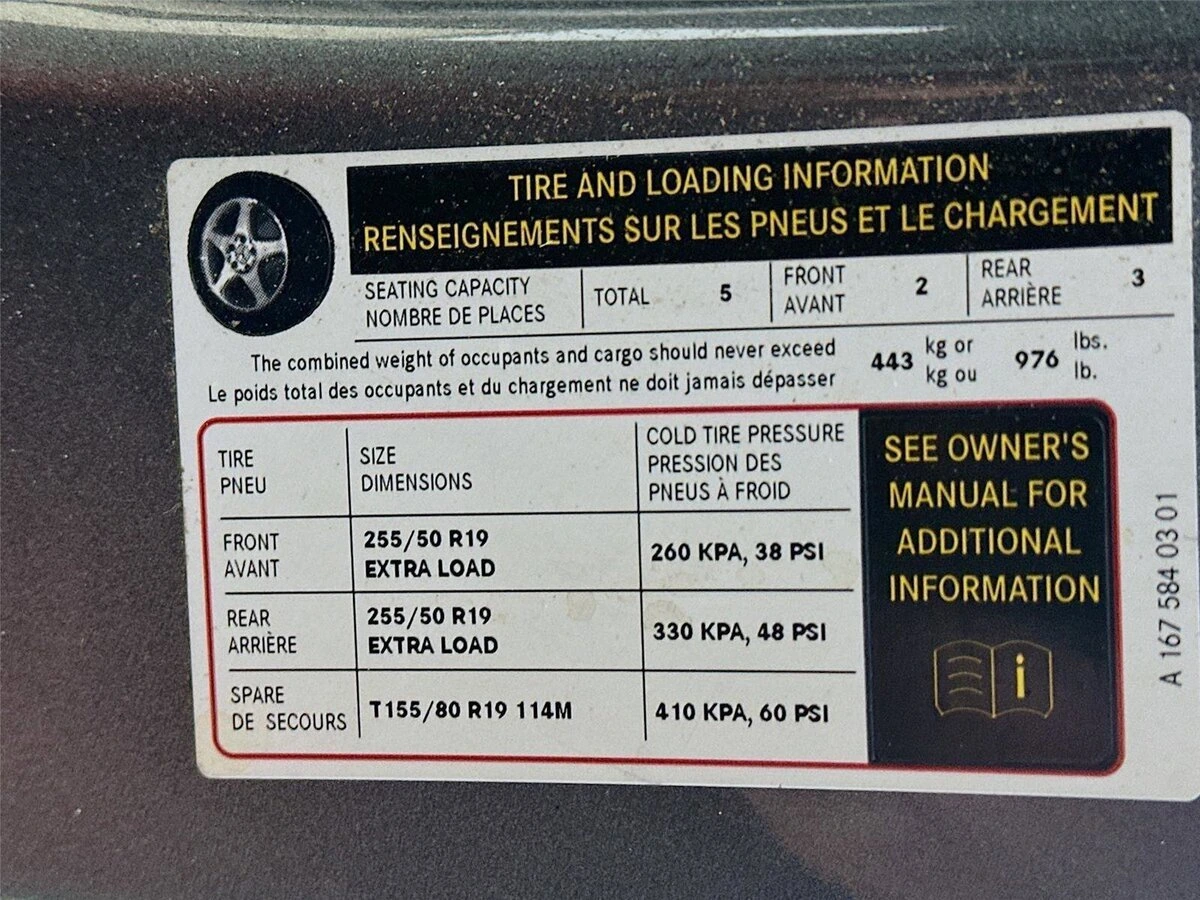 TIRE AND LOADING INFORMATION
RENSEIGNEMENTS SUR LES PNEUS ET LE CHARGEMENT
SEATING CAPACITY
NOMBRE DE PLACES
TOTAL 5
FRONT
AVANT
2
REAR
ARRIÈRE
3
The combined weight of occupants and cargo should never exceed
Le poids total des occupants et du chargement ne doit jamais dépasser
443
kg or
kg ou
976
lbs.
lb.
TIRE
PNEU
SIZE
DIMENSIONS
COLD TIRE PRESSURE
PRESSION DES
PNEUS À FROID
FRONT
AVANT
255/50 R19
EXTRA LOAD
260 KPA, 38 PSI
REAR
ARRIÈRE
255/50 R19
EXTRA LOAD
330 KPA, 48 PSI
SPARE
DE SECOURS
T155/80 R19 114M
410 KPA, 60 PSI
SEE OWNER'S
MANUAL FOR
ADDITIONAL
INFORMATION
i
A 167 584 03 01